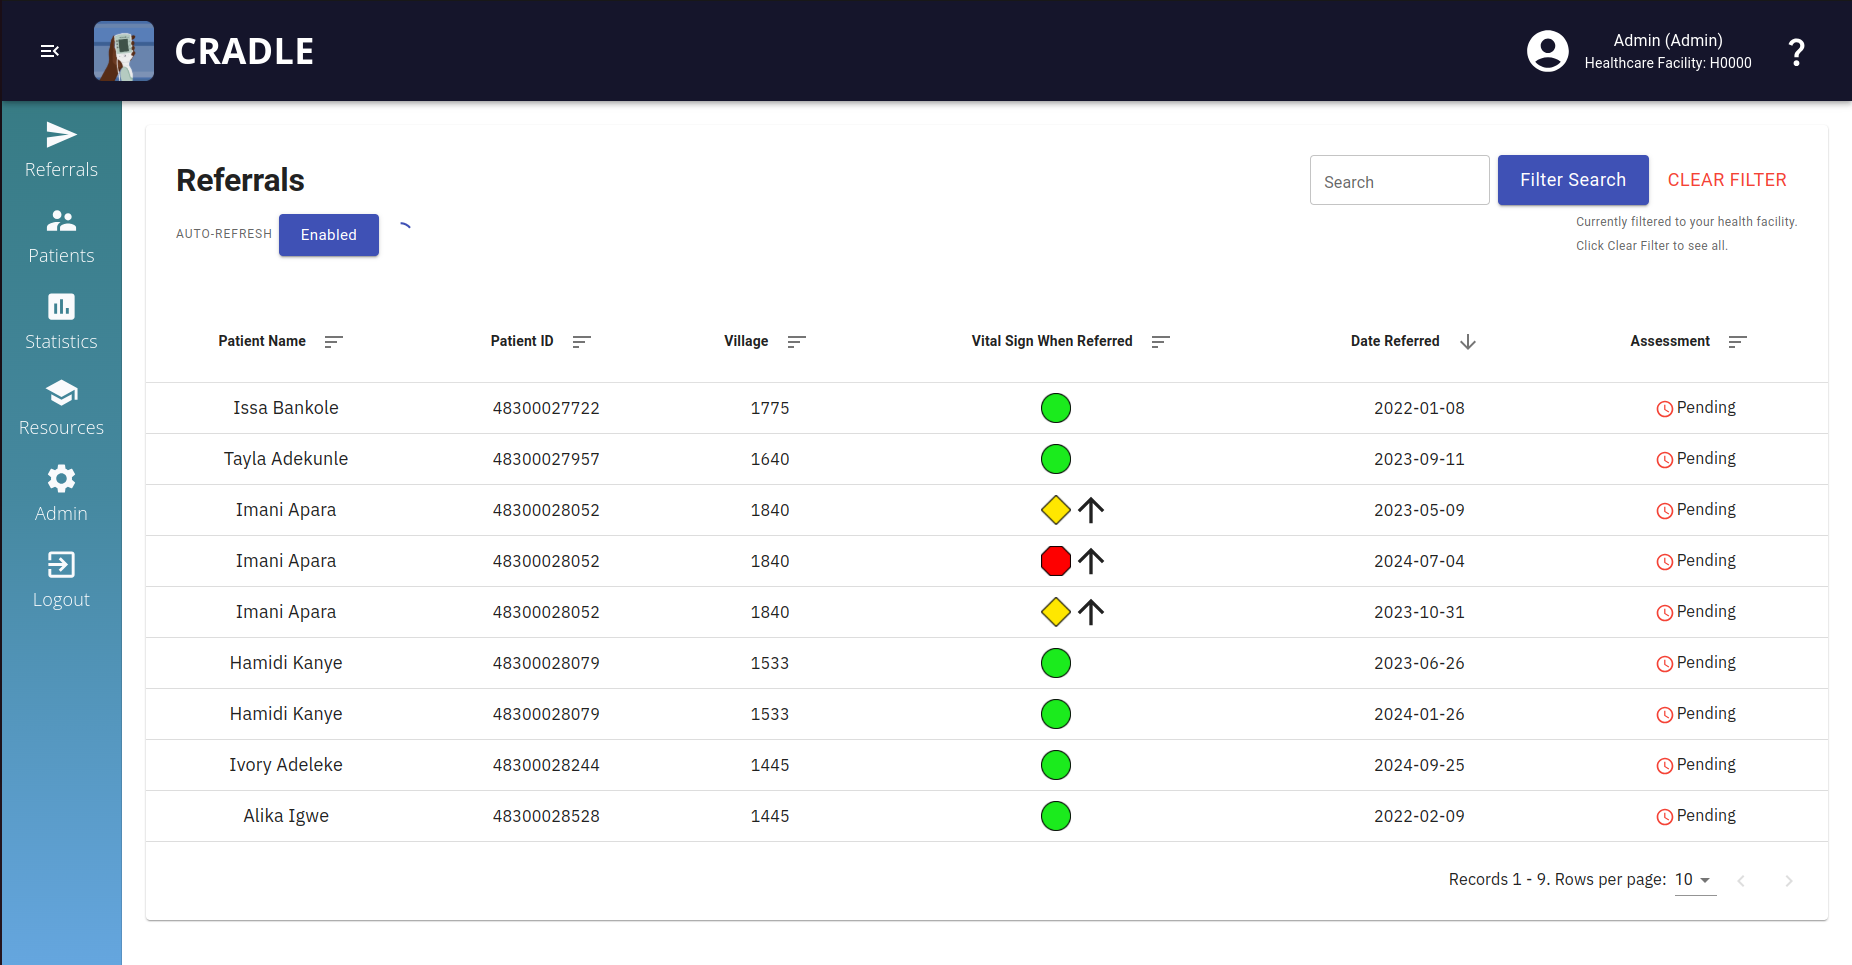 CRADLE
Admin (Admin)
Healthcare Facility: H0000
?
Referrals
Patients
Statistics
Resources
Admin
Logout
Referrals
AUTO-REFRESH Enabled
Search Filter Search CLEAR FILTER
Currently filtered to your health facility.
Click Clear Filter to see all.
Patient Name Patient ID Village Vital Sign When Referred Date Referred Assessment
Issa Bankole 48300027722 1775 2022-01-08 Pending
Tayla Adekunle 48300027957 1640 2023-09-11 Pending
Imani Apara 48300028052 1840 2023-05-09 Pending
Imani Apara 48300028052 1840 2024-07-04 Pending
Imani Apara 48300028052 1840 2023-10-31 Pending
Hamidi Kanye 48300028079 1533 2023-06-26 Pending
Hamidi Kanye 48300028079 1533 2024-01-26 Pending
Ivory Adeleke 48300028244 1445 2024-09-25 Pending
Alika Igwe 48300028528 1445 2022-02-09 Pending
Records 1 - 9. Rows per page: 10